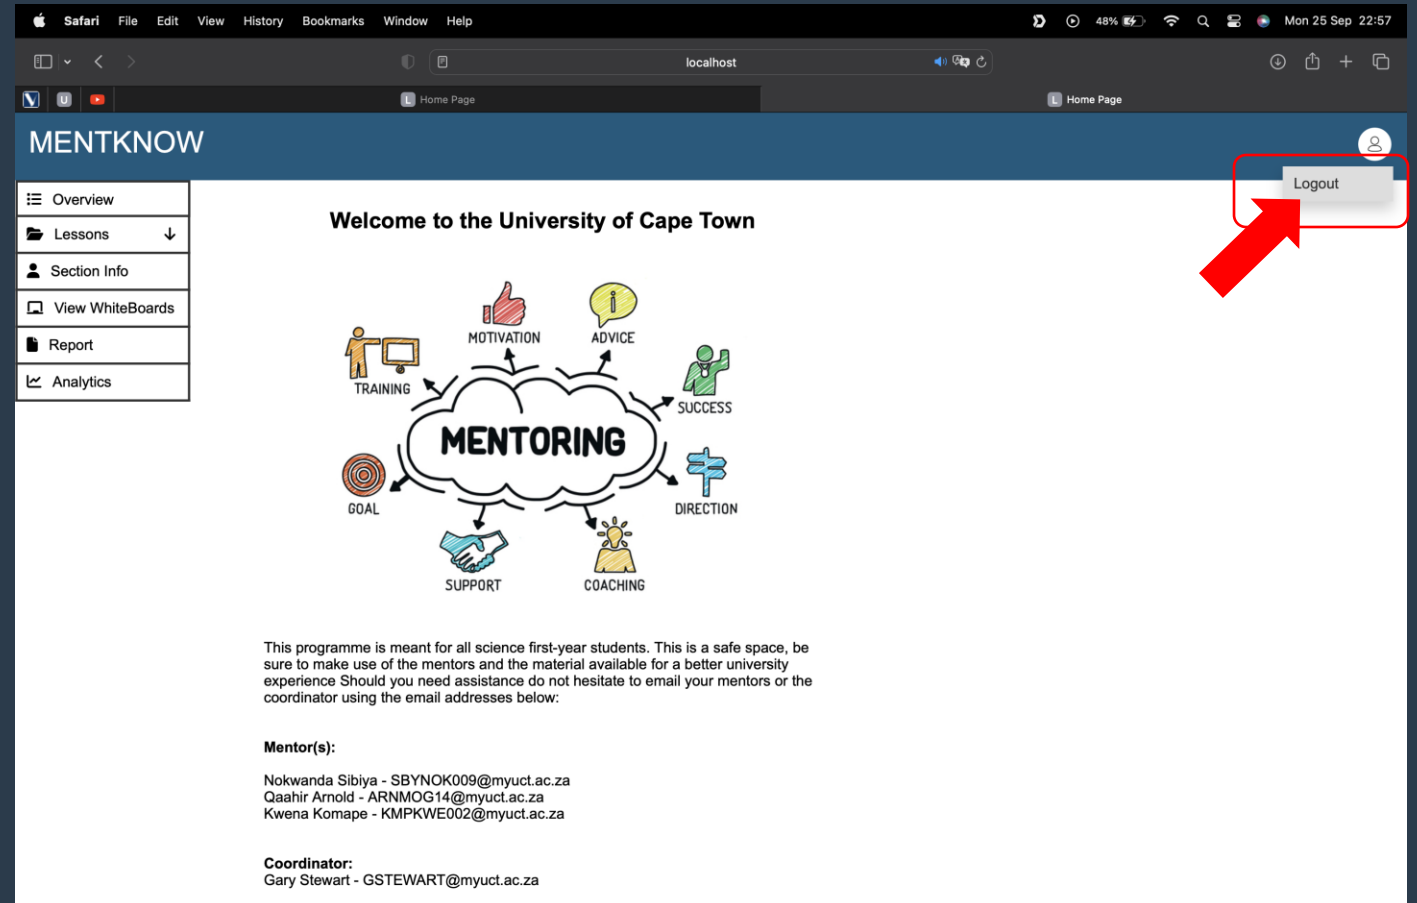 Safari File Edit View History Bookmarks Window Help 48% Mon 25 Sep 22:57
localhost
U L Home Page L Home Page
MENTKNOW
Logout
Overview
Lessons
Section Info
View WhiteBoards
Report
Analytics
Welcome to the University of Cape Town
MOTIVATION
ADVICE
TRAINING
SUCCESS
MENTORING
GOAL
DIRECTION
SUPPORT
COACHING
This programme is meant for all science first-year students. This is a safe space, be
sure to make use of the mentors and the material available for a better university
experience Should you need assistance do not hesitate to email your mentors or the
coordinator using the email addresses below:
Mentor(s):
Nokwanda Sibiya - SBYNOK009@myuct.ac.za
Qaahir Arnold - ARNMOG14@myuct.ac.za
Kwena Komape - KMPKWE002@myuct.ac.za
Coordinator:
Gary Stewart - GSTEWART@myuct.ac.za